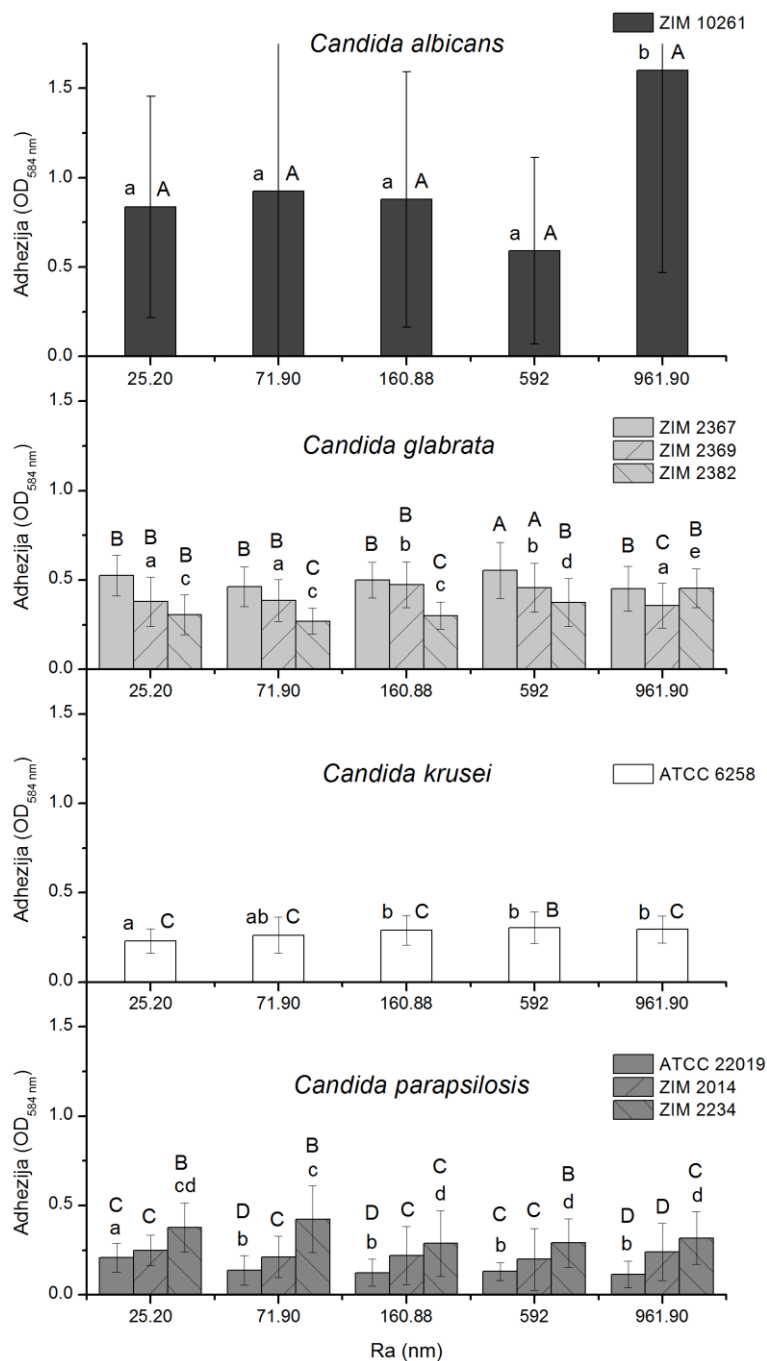 ZIM 10261
Candida albicans
b A
a A
a A
a A
a A
1.5
1.0
0.5
0.0
Adhezija (OD584 nm)
25.20 71.90 160.88 592 961.90
ZIM 2367
ZIM 2369
ZIM 2382
Candida glabrata
B B a B c
B B a C c
B B b C c
A A b B d
B C a B e
1.5
1.0
0.5
0.0
Adhezija (OD584 nm)
25.20 71.90 160.88 592 961.90
Candida krusei
ATCC 6258
a C
ab C
b C
b B
b C
1.5
1.0
0.5
0.0
Adhezija (OD584 nm)
25.20 71.90 160.88 592 961.90
ATCC 22019
ZIM 2014
ZIM 2234
Candida parapsilosis
C a C B cd
D b C B c
D b C C d
C b C B d
D b D C d
1.5
1.0
0.5
0.0
Adhezija (OD584 nm)
25.20 71.90 160.88 592 961.90
Ra (nm)